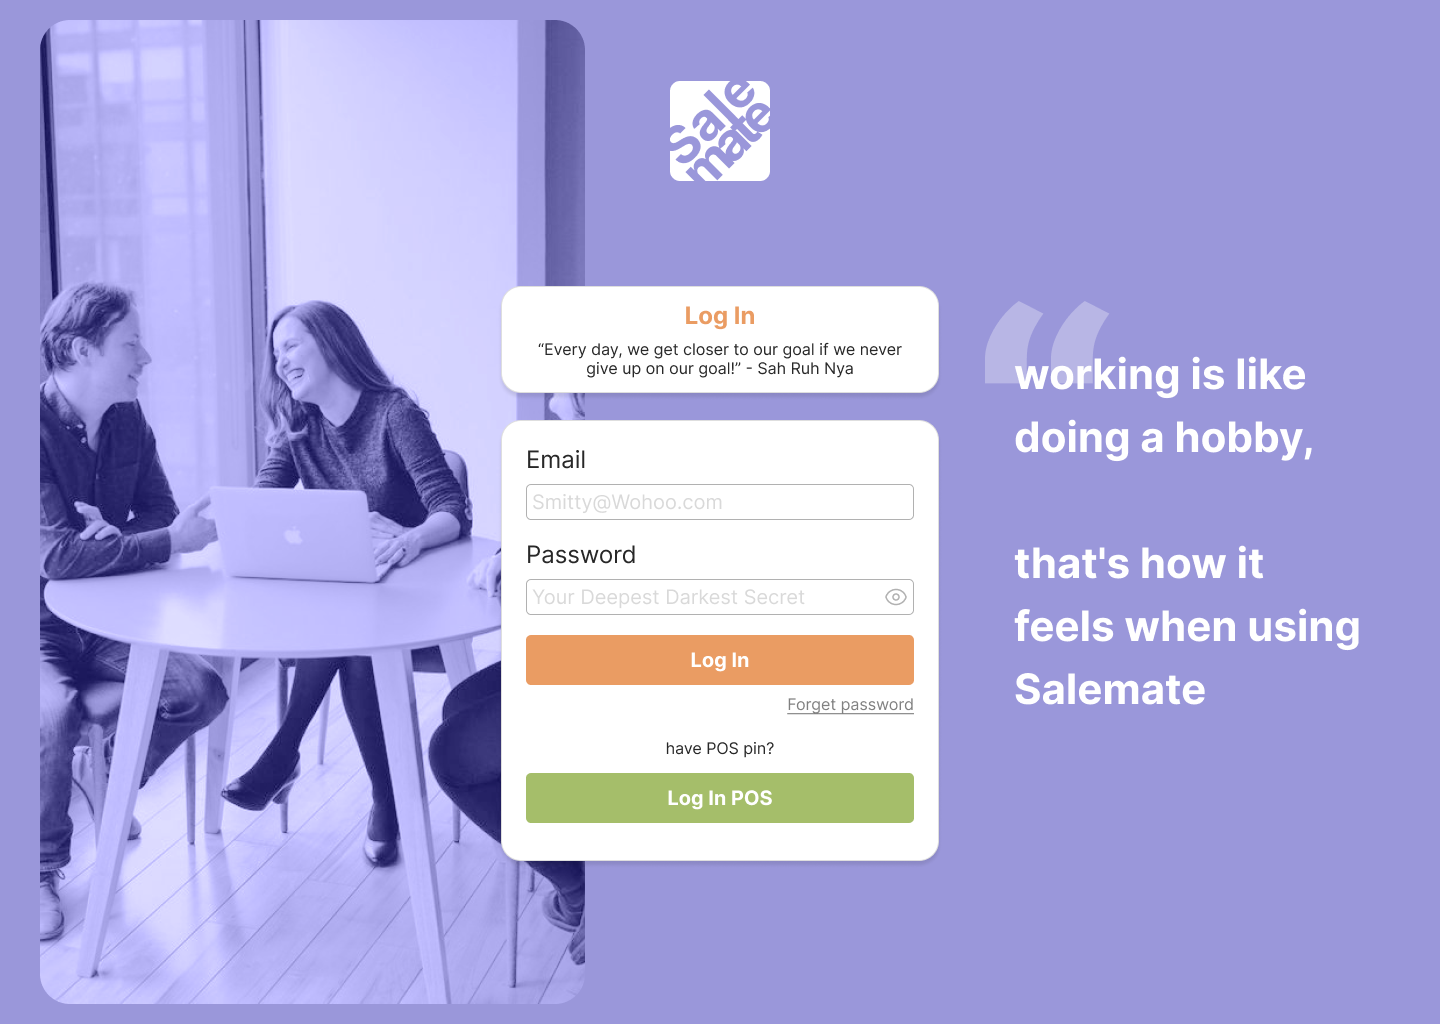 Sale
mate
Log In
“Every day, we get closer to our goal if we never
give up on our goal!” - Sah Ruh Nya
Email
Smitty@Wohoo.com
Password
Your Deepest Darkest Secret
Log In
Forget password
have POS pin?
Log In POS
“
working is like
doing a hobby,
that's how it
feels when using
Salemate